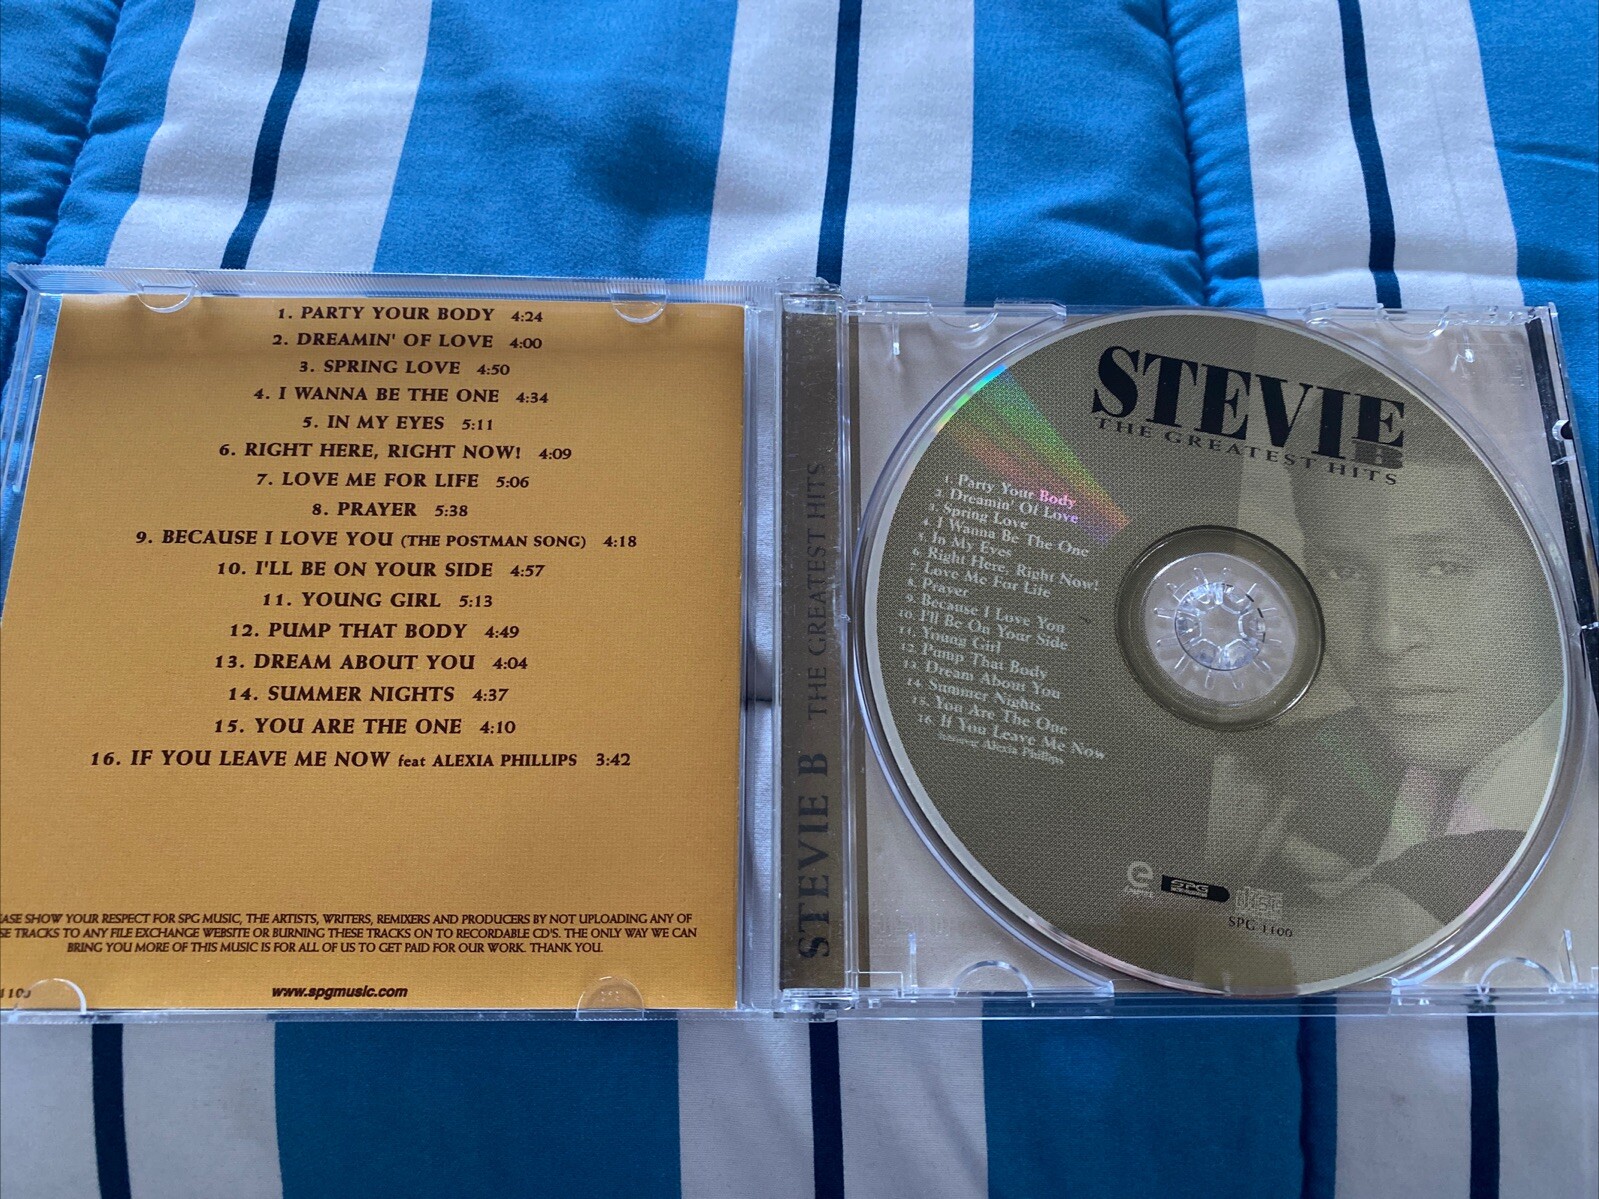 1. PARTY YOUR BODY 4:24
2. DREAMIN' OF LOVE 4:00
3. SPRING LOVE 4:50
4. I WANNA BE THE ONE 4:34
5. IN MY EYES 5:11
6. RIGHT HERE, RIGHT NOW! 4:09
7. LOVE ME FOR LIFE 5:06
8. PRAYER 5:38
9. BECAUSE I LOVE YOU (THE POSTMAN SONG) 4:18
10. I'LL BE ON YOUR SIDE 4:57
11. YOUNG GIRL 5:13
12. PUMP THAT BODY 4:49
13. DREAM ABOUT YOU 4:04
14. SUMMER NIGHTS 4:37
15. YOU ARE THE ONE 4:10
16. IF YOU LEAVE ME NOW feat ALEXIA PHILLIPS 3:42
SHOW YOUR RESPECT FOR SPG MUSIC, THE ARTISTS, WRITERS, REMIXERS AND PRODUCERS BY NOT UPLOADING ANY OF
TRACKS TO ANY FILE EXCHANGE WEBSITE OR BURNING THESE TRACKS ON TO RECORDABLE CD'S. THE ONLY WAY WE CAN
BRING YOU MORE OF THIS MUSIC IS FOR ALL OF US TO GET PAID FOR OUR WORK. THANK YOU.
www.spgmusic.com
STEVIE B THE GREATEST HITS
STEVIE B
THE GREATEST HITS
1. Party Your Body
2. Dreamin' Of Love
3. Spring Love
4. I Wanna Be The One
5. In My Eyes
6. Right Here, Right Now!
7. Love Me For Life
8. Prayer
9. Because I Love You
10. I'll Be On Your Side
11. Young Girl
12. Pump That Body
13. Dream About You
14. Summer Nights
15. You Are The One
16. If You Leave Me Now
featuring Alexia Phillips
SPG
SPG 1100